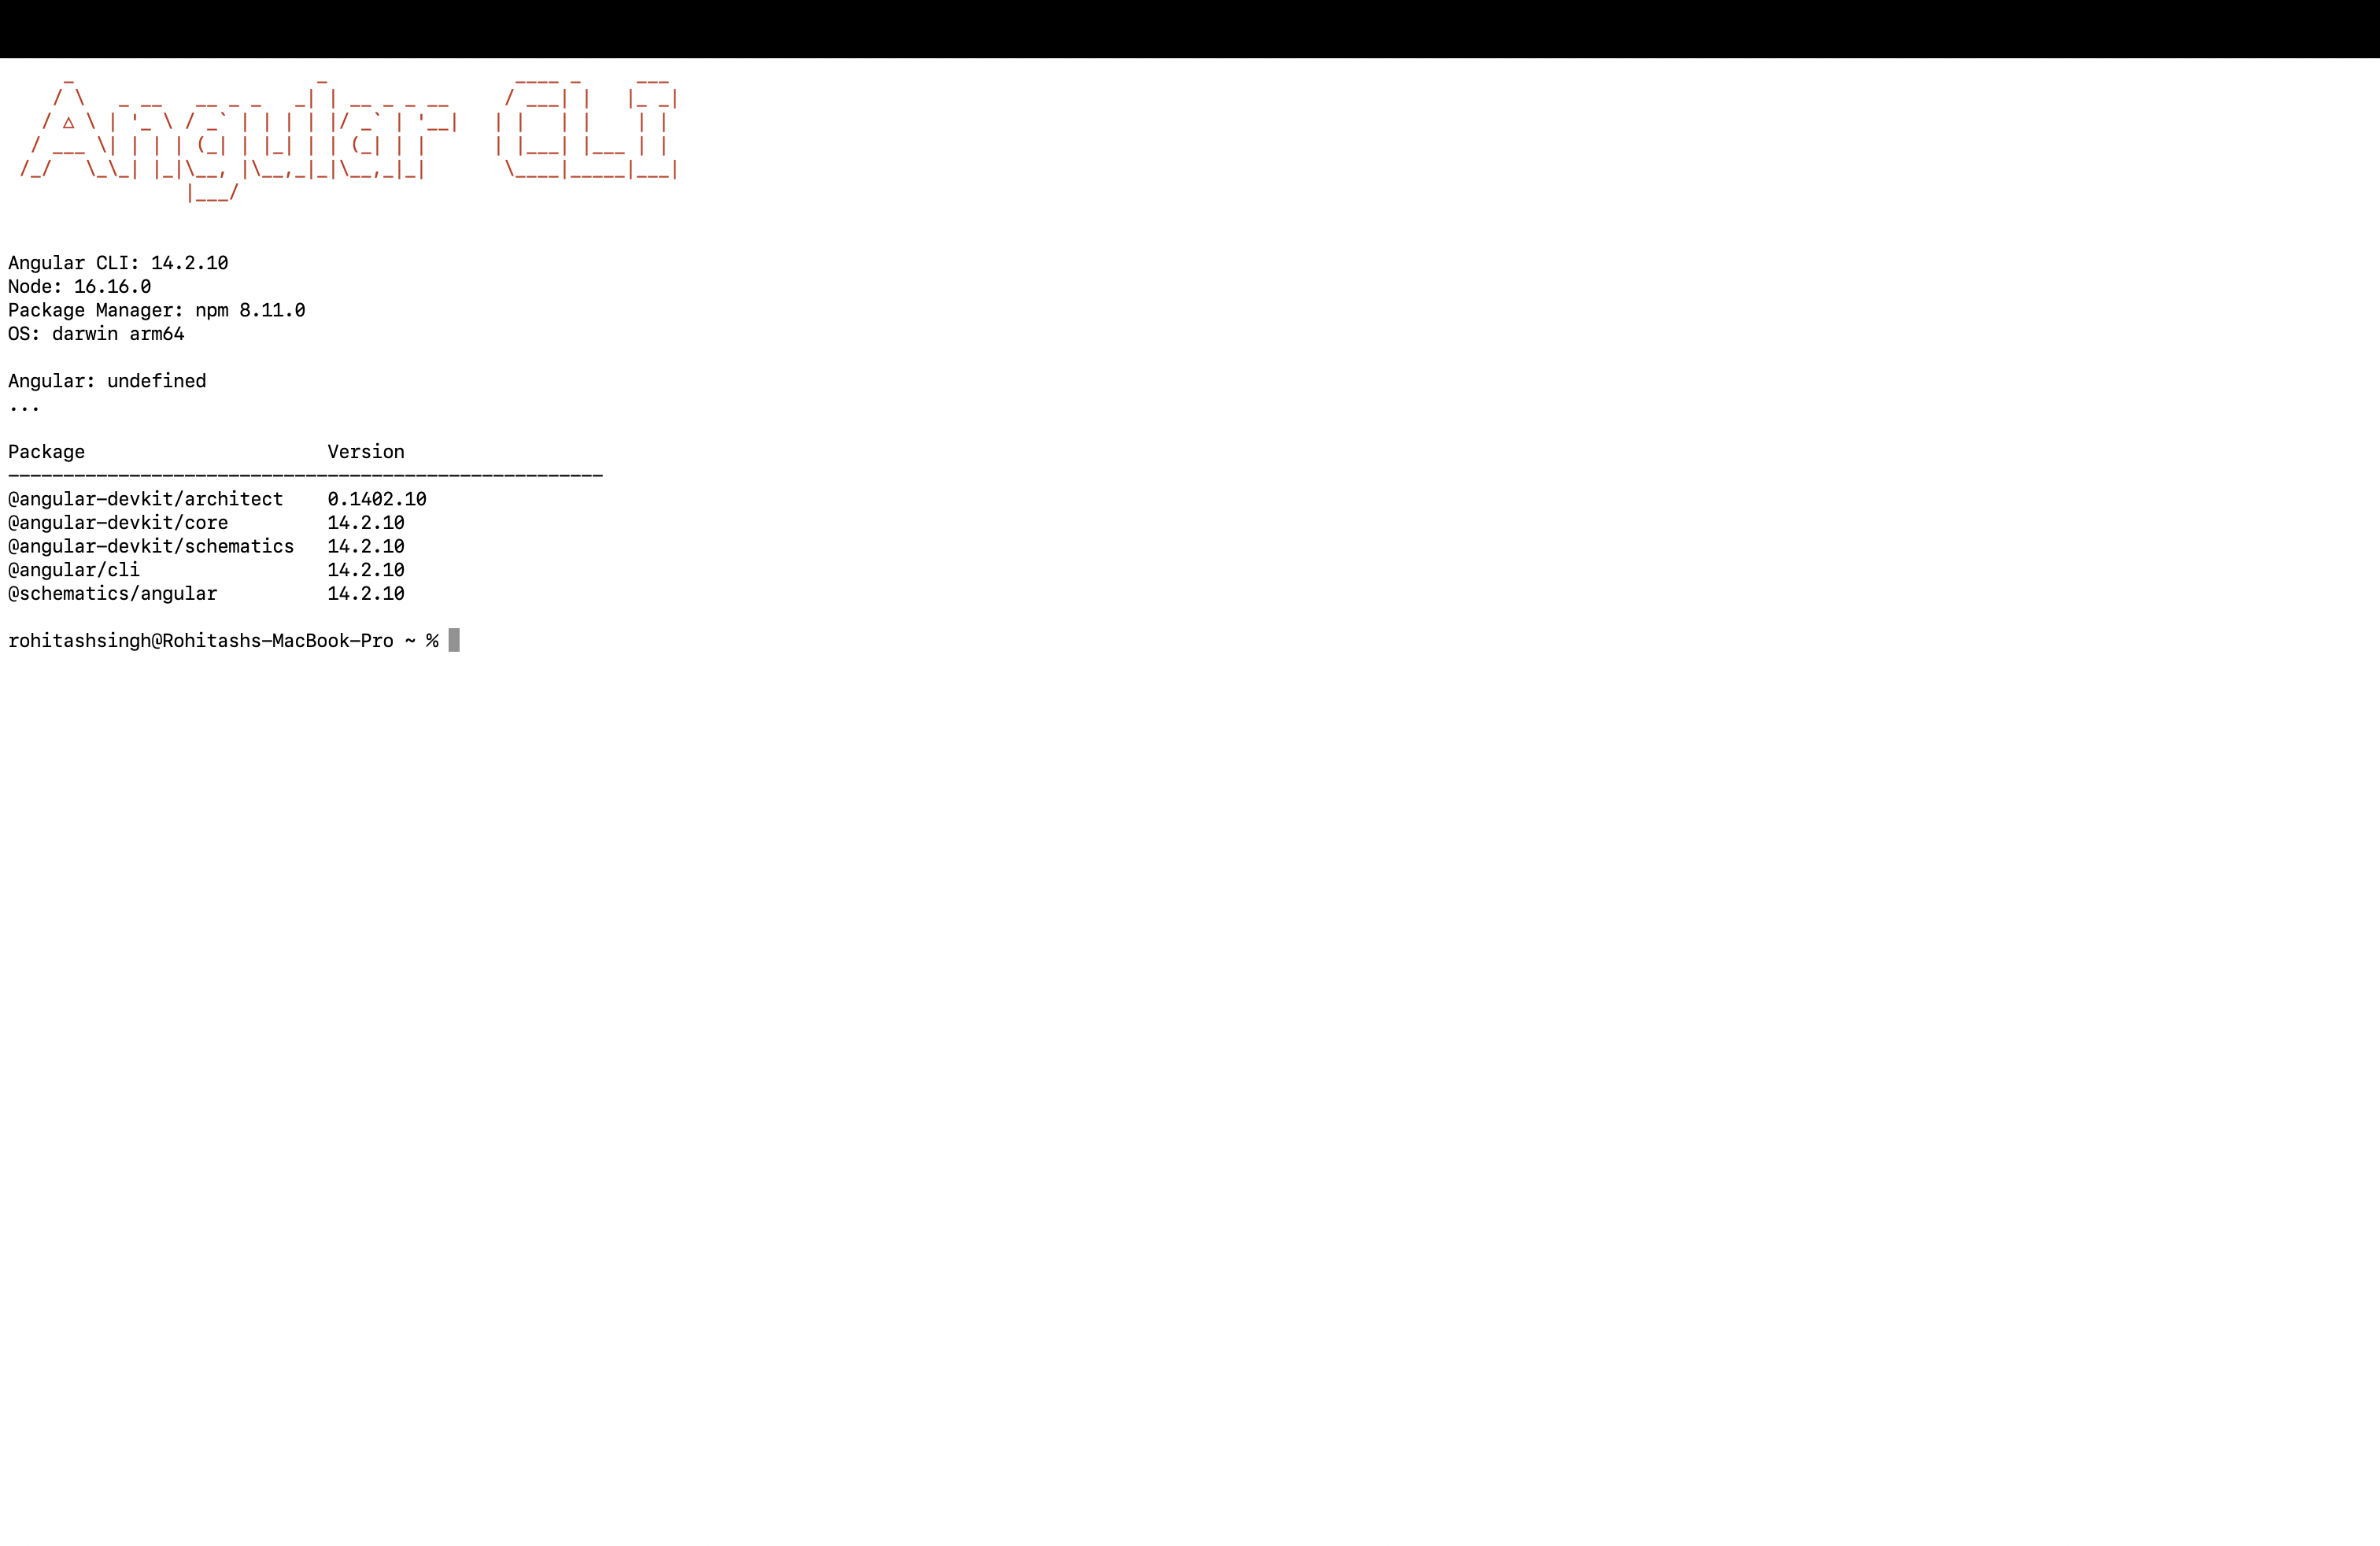 Angular CLI
Angular CLI: 14.2.10
Node: 16.16.0
Package Manager: npm 8.11.0
OS: darwin arm64
Angular: undefined
...
Package                      Version
------------------------------------------------------
@angular-devkit/architect    0.1402.10
@angular-devkit/core         14.2.10
@angular-devkit/schematics   14.2.10
@angular/cli                 14.2.10
@schematics/angular          14.2.10
rohitashsingh@Rohitashs-MacBook-Pro ~ %